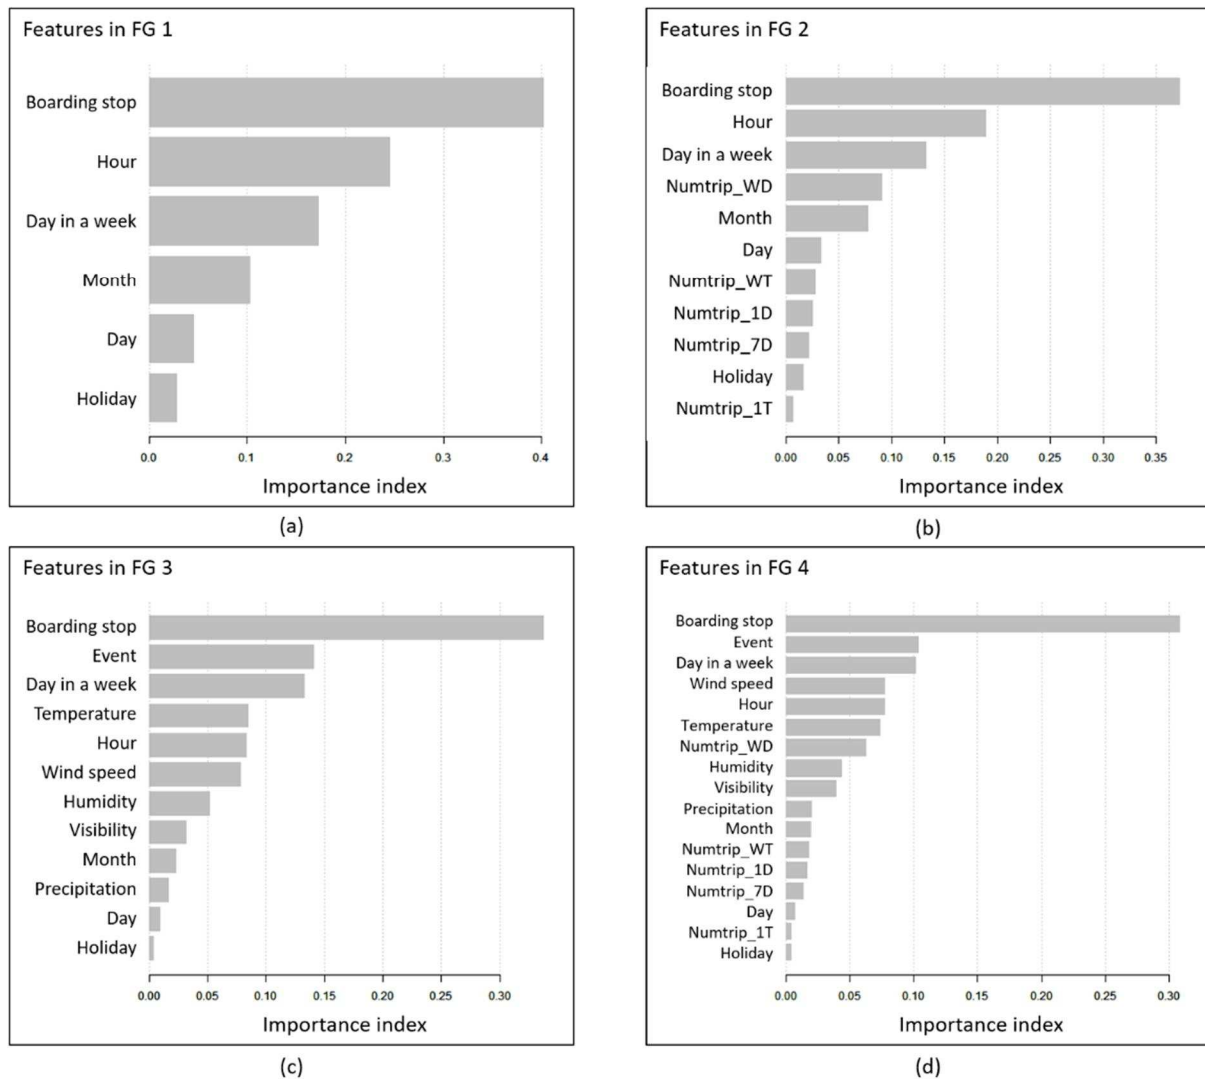 Features in FG 1
Boarding stop
Hour
Day in a week
Month
Day
Holiday
0.0 0.1 0.2 0.3 0.4
Importance index
(a)
Features in FG 2
Boarding stop
Hour
Day in a week
Numtrip_WD
Month
Day
Numtrip_WT
Numtrip_1D
Numtrip_7D
Holiday
Numtrip_1T
0.00 0.05 0.10 0.15 0.20 0.25 0.30 0.35
Importance index
(b)
Features in FG 3
Boarding stop
Event
Day in a week
Temperature
Hour
Wind speed
Humidity
Visibility
Month
Precipitation
Day
Holiday
0.00 0.05 0.10 0.15 0.20 0.25 0.30
Importance index
(c)
Features in FG 4
Boarding stop
Event
Day in a week
Wind speed
Hour
Temperature
Numtrip_WD
Humidity
Visibility
Precipitation
Month
Numtrip_WT
Numtrip_1D
Numtrip_7D
Day
Numtrip_1T
Holiday
0.00 0.05 0.10 0.15 0.20 0.25 0.30
Importance index
(d)